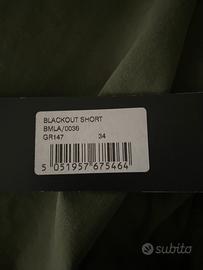 BLACKOUT SHORT
BMLA/0036
GR147 34
5 051957 675464
subito